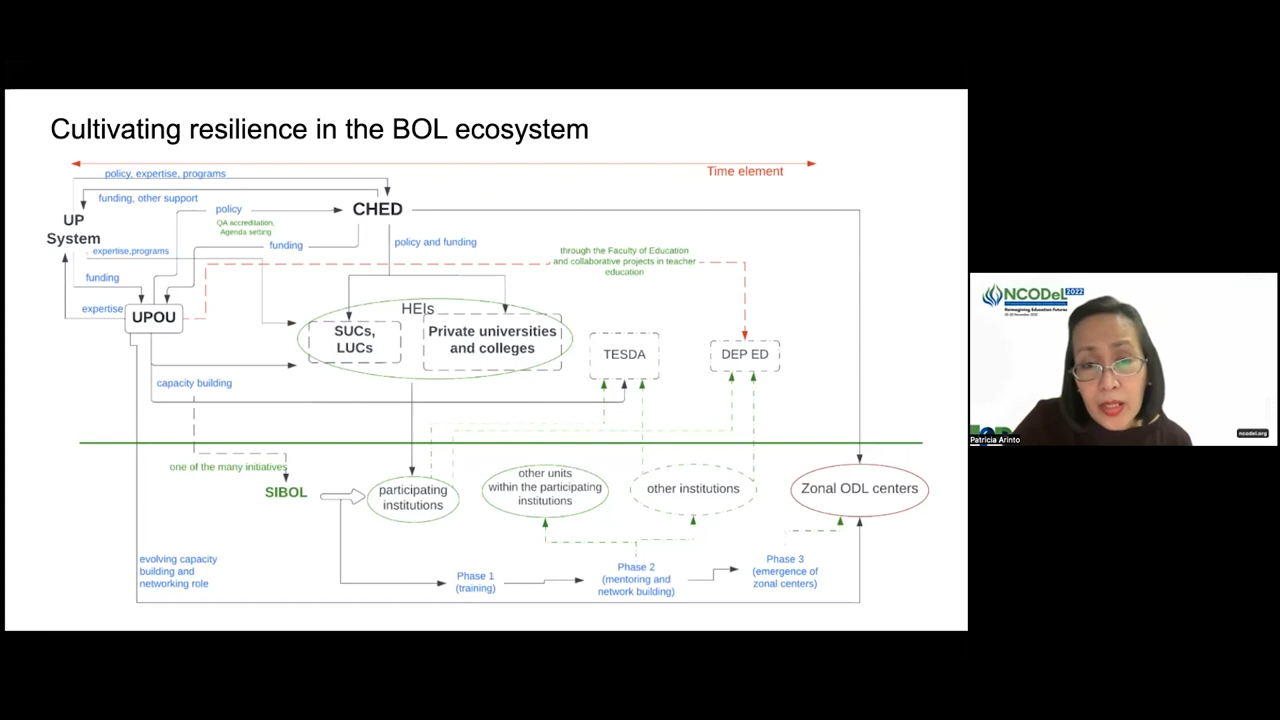 Cultivating resilience in the BOL ecosystem
Time element
policy, expertise, programs
funding, other support
policy
CHED
QA accreditation,
Agenda setting
UP
System
funding
policy and funding
expertise,programs
through the Faculty of Education
and collaborative projects in teacher
education
funding
expertise
UPOU
HEIs
SUCs,
LUCs
Private universities
and colleges
TESDA
DEP ED
capacity building
one of the many initiatives
SIBOL
participating
institutions
other units
within the participating
institutions
other institutions
Zonal ODL centers
evolving capacity
building and
networking role
Phase 1
(training)
Phase 2
(mentoring and
network building)
Phase 3
(emergence of
zonal centers)
NCODeL 2022
Reimagining Education Futures
Patricia Arinto
ncodel.org